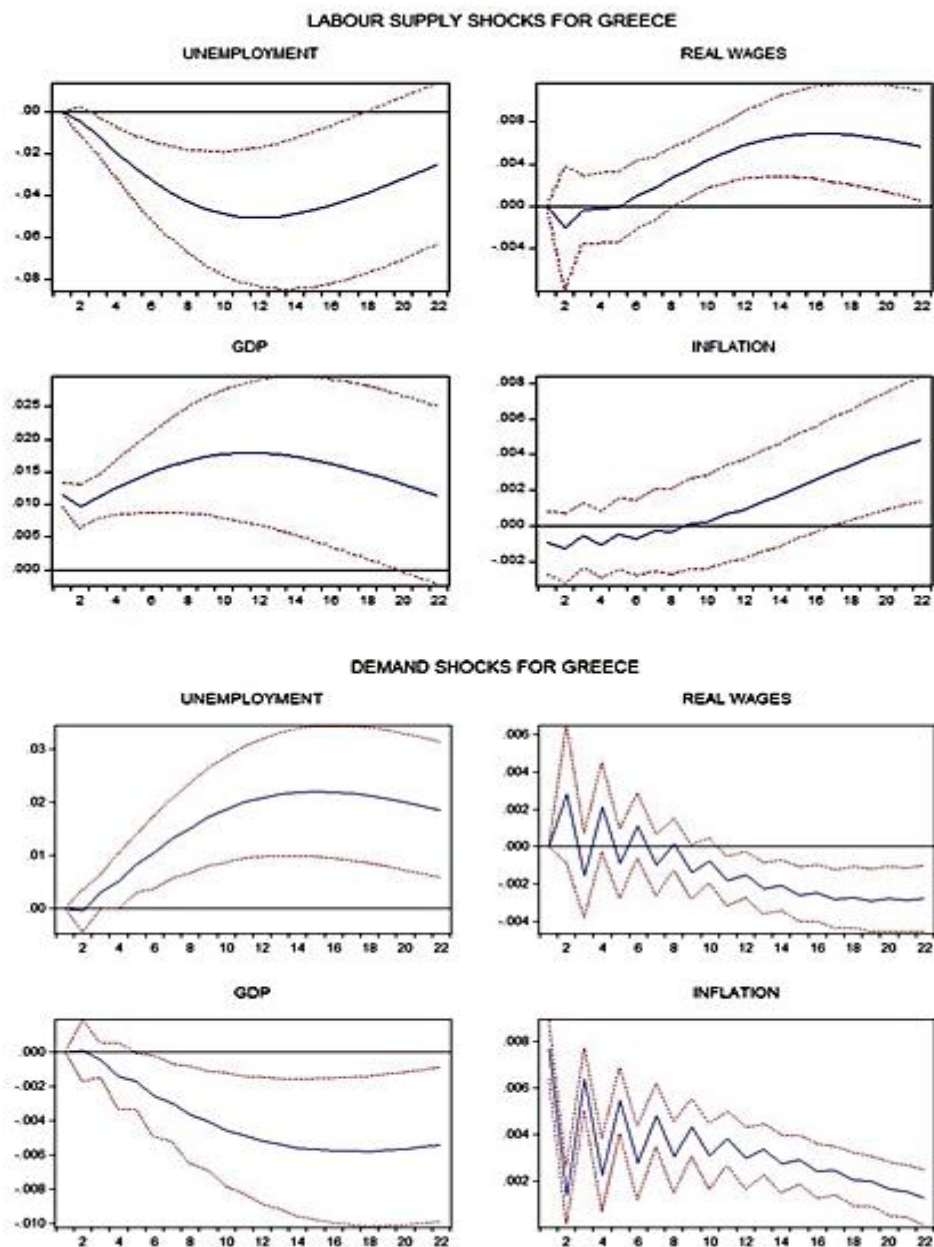 LABOUR SUPPLY SHOCKS FOR GREECE
UNEMPLOYMENT
.00
-.02
-.04
-.06
-.08
2 4 6 8 10 12 14 16 18 20 22
REAL WAGES
.008
.004
.000
-.004
2 4 6 8 10 12 14 16 18 20 22
GDP
.025
.020
.015
.010
.005
.000
2 4 6 8 10 12 14 16 18 20 22
INFLATION
.008
.006
.004
.002
.000
-.002
2 4 6 8 10 12 14 16 18 20 22
DEMAND SHOCKS FOR GREECE
UNEMPLOYMENT
.03
.02
.01
.00
2 4 6 8 10 12 14 16 18 20 22
REAL WAGES
.006
.004
.002
.000
-.002
-.004
2 4 6 8 10 12 14 16 18 20 22
GDP
.000
-.002
-.004
-.006
-.008
-.010
2 4 6 8 10 12 14 16 18 20 22
INFLATION
.008
.006
.004
.002
2 4 6 8 10 12 14 16 18 20 22